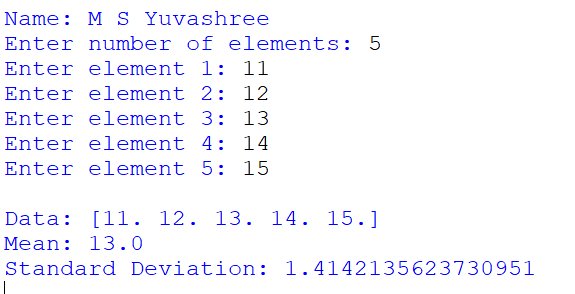 Name: M S Yuvashree
Enter number of elements: 5
Enter element 1: 11
Enter element 2: 12
Enter element 3: 13
Enter element 4: 14
Enter element 5: 15
Data: [11. 12. 13. 14. 15.]
Mean: 13.0
Standard Deviation: 1.4142135623730951